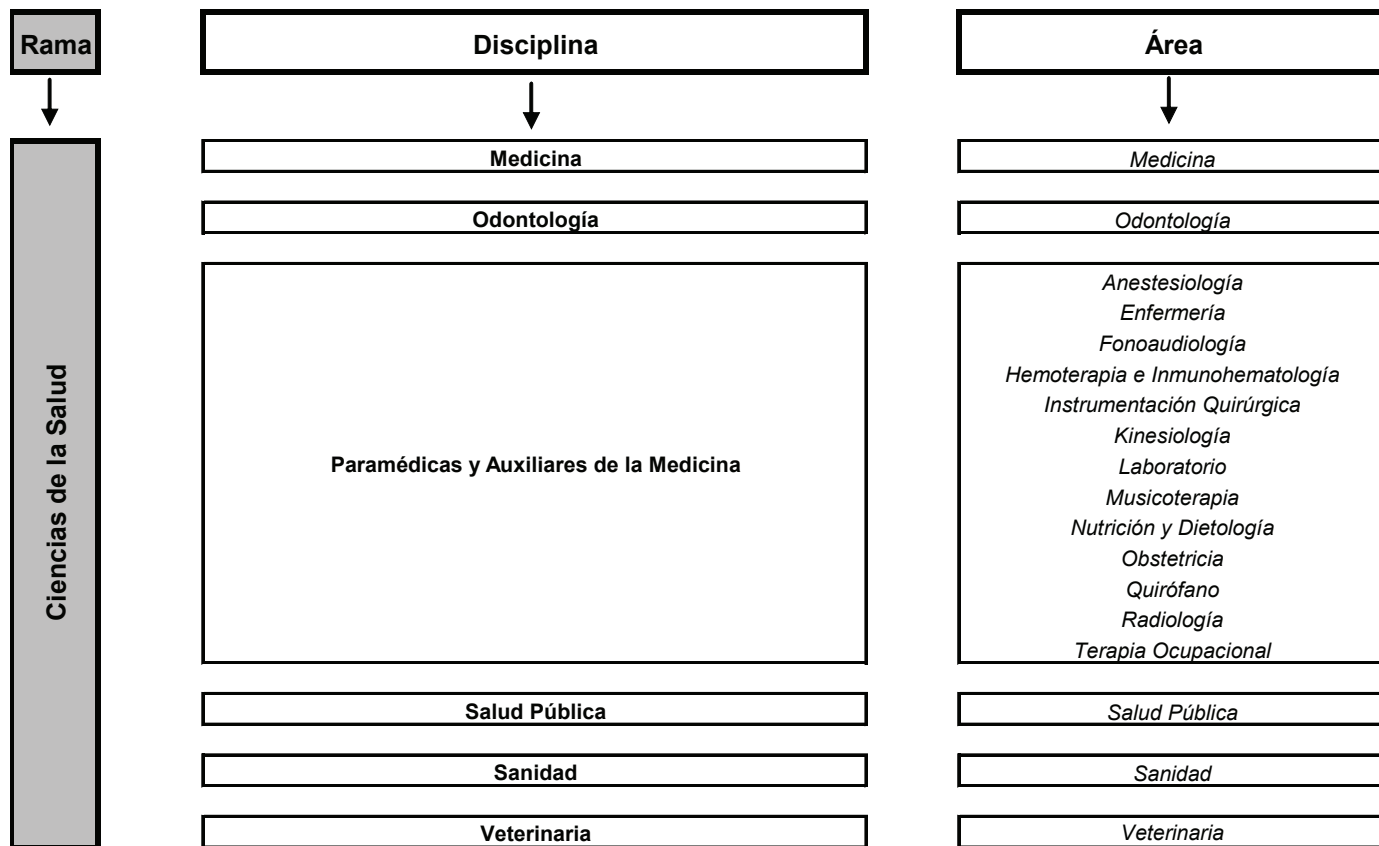 Rama
Disciplina
Área
Ciencias de la Salud
Medicina
Medicina
Odontología
Odontología
Paramédicas y Auxiliares de la Medicina
Anestesiología
Enfermería
Fonoaudiología
Hemoterapia e Inmunohematología
Instrumentación Quirúrgica
Kinesiología
Laboratorio
Musicoterapia
Nutrición y Dietología
Obstetricia
Quirófano
Radiología
Terapia Ocupacional
Salud Pública
Salud Pública
Sanidad
Sanidad
Veterinaria
Veterinaria